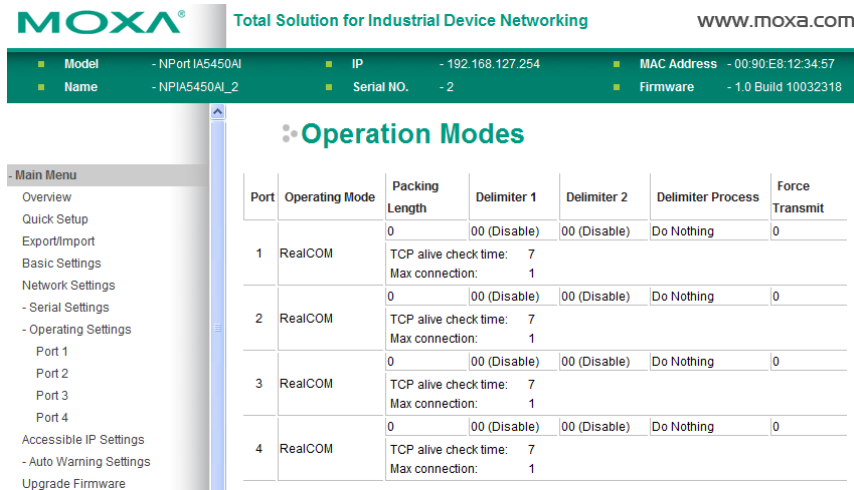 MOXA®
Total Solution for Industrial Device Networking
www.moxa.com
Model - NPort IA5450AI IP - 192.168.127.254 MAC Address - 00:90:E8:12:34:57
Name - NPIA5450AI_2 Serial NO. - 2 Firmware - 1.0 Build 10032318
- Main Menu
Overview
Quick Setup
Export/Import
Basic Settings
Network Settings
- Serial Settings
- Operating Settings
Port 1
Port 2
Port 3
Port 4
Accessible IP Settings
- Auto Warning Settings
Upgrade Firmware
Operation Modes
Port Operating Mode Packing Length Delimiter 1 Delimiter 2 Delimiter Process Force Transmit
1 RealCOM 0 00 (Disable) 00 (Disable) Do Nothing 0
TCP alive check time: 7
Max connection: 1
2 RealCOM 0 00 (Disable) 00 (Disable) Do Nothing 0
TCP alive check time: 7
Max connection: 1
3 RealCOM 0 00 (Disable) 00 (Disable) Do Nothing 0
TCP alive check time: 7
Max connection: 1
4 RealCOM 0 00 (Disable) 00 (Disable) Do Nothing 0
TCP alive check time: 7
Max connection: 1